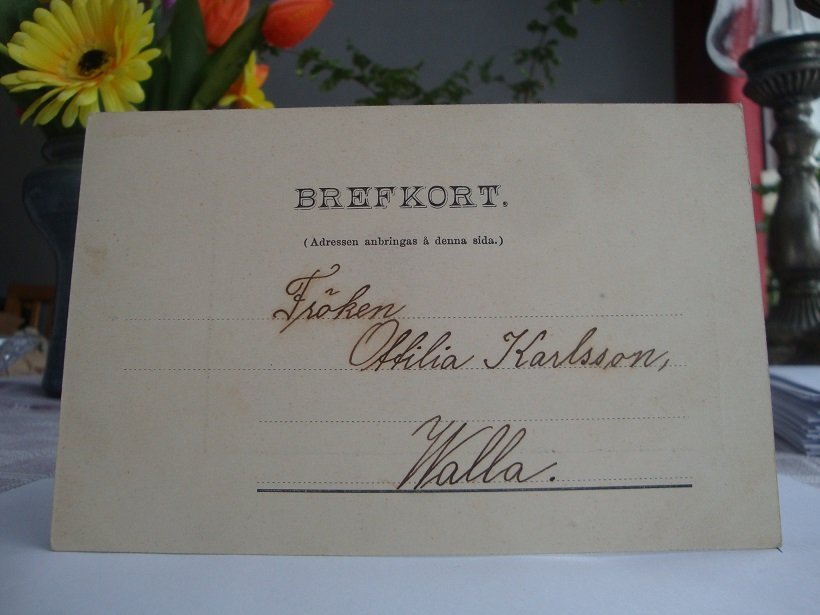 BREFKORT.
(Adressen anbringas å denna sida.)
Fröken
Ottilia Karlsson,
Walla.